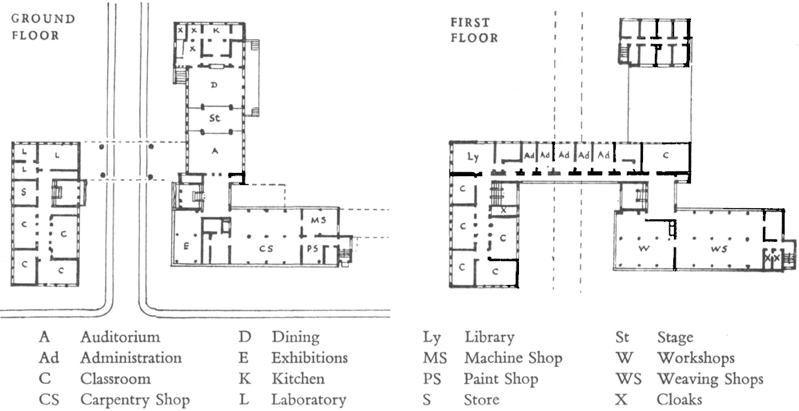 GROUND
FLOOR
X X K
X
D
St
A
L L
L
S
C
C
C C
E
CS
MS
PS
FIRST
FLOOR
Ly Ad Ad Ad Ad Ad C
C
X
C
C
C C
W WS
X X
A Auditorium
Ad Administration
C Classroom
CS Carpentry Shop
D Dining
E Exhibitions
K Kitchen
L Laboratory
Ly Library
MS Machine Shop
PS Paint Shop
S Store
St Stage
W Workshops
WS Weaving Shops
X Cloaks